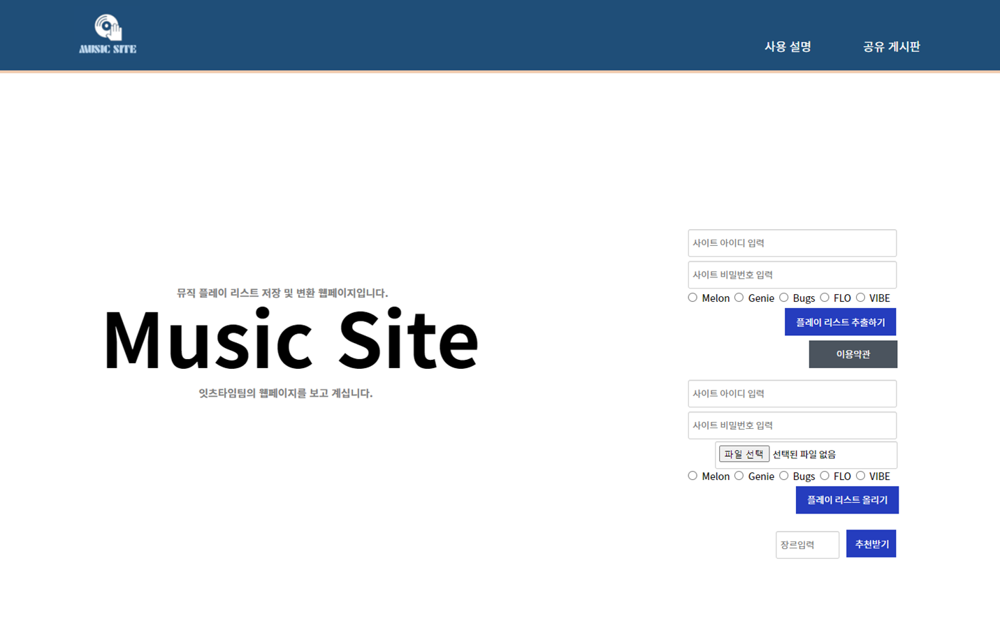 MUSIC SITE
사용 설명 공유 게시판
뮤직 플레이 리스트 저장 및 변환 웹페이지입니다.
Music Site
잇츠타임팀의 웹페이지를 보고 계십니다.
사이트 아이디 입력
사이트 비밀번호 입력
Melon Genie Bugs FLO VIBE
플레이 리스트 추출하기
이용약관
사이트 아이디 입력
사이트 비밀번호 입력
파일 선택 선택된 파일 없음
Melon Genie Bugs FLO VIBE
플레이 리스트 올리기
장르입력 추천받기